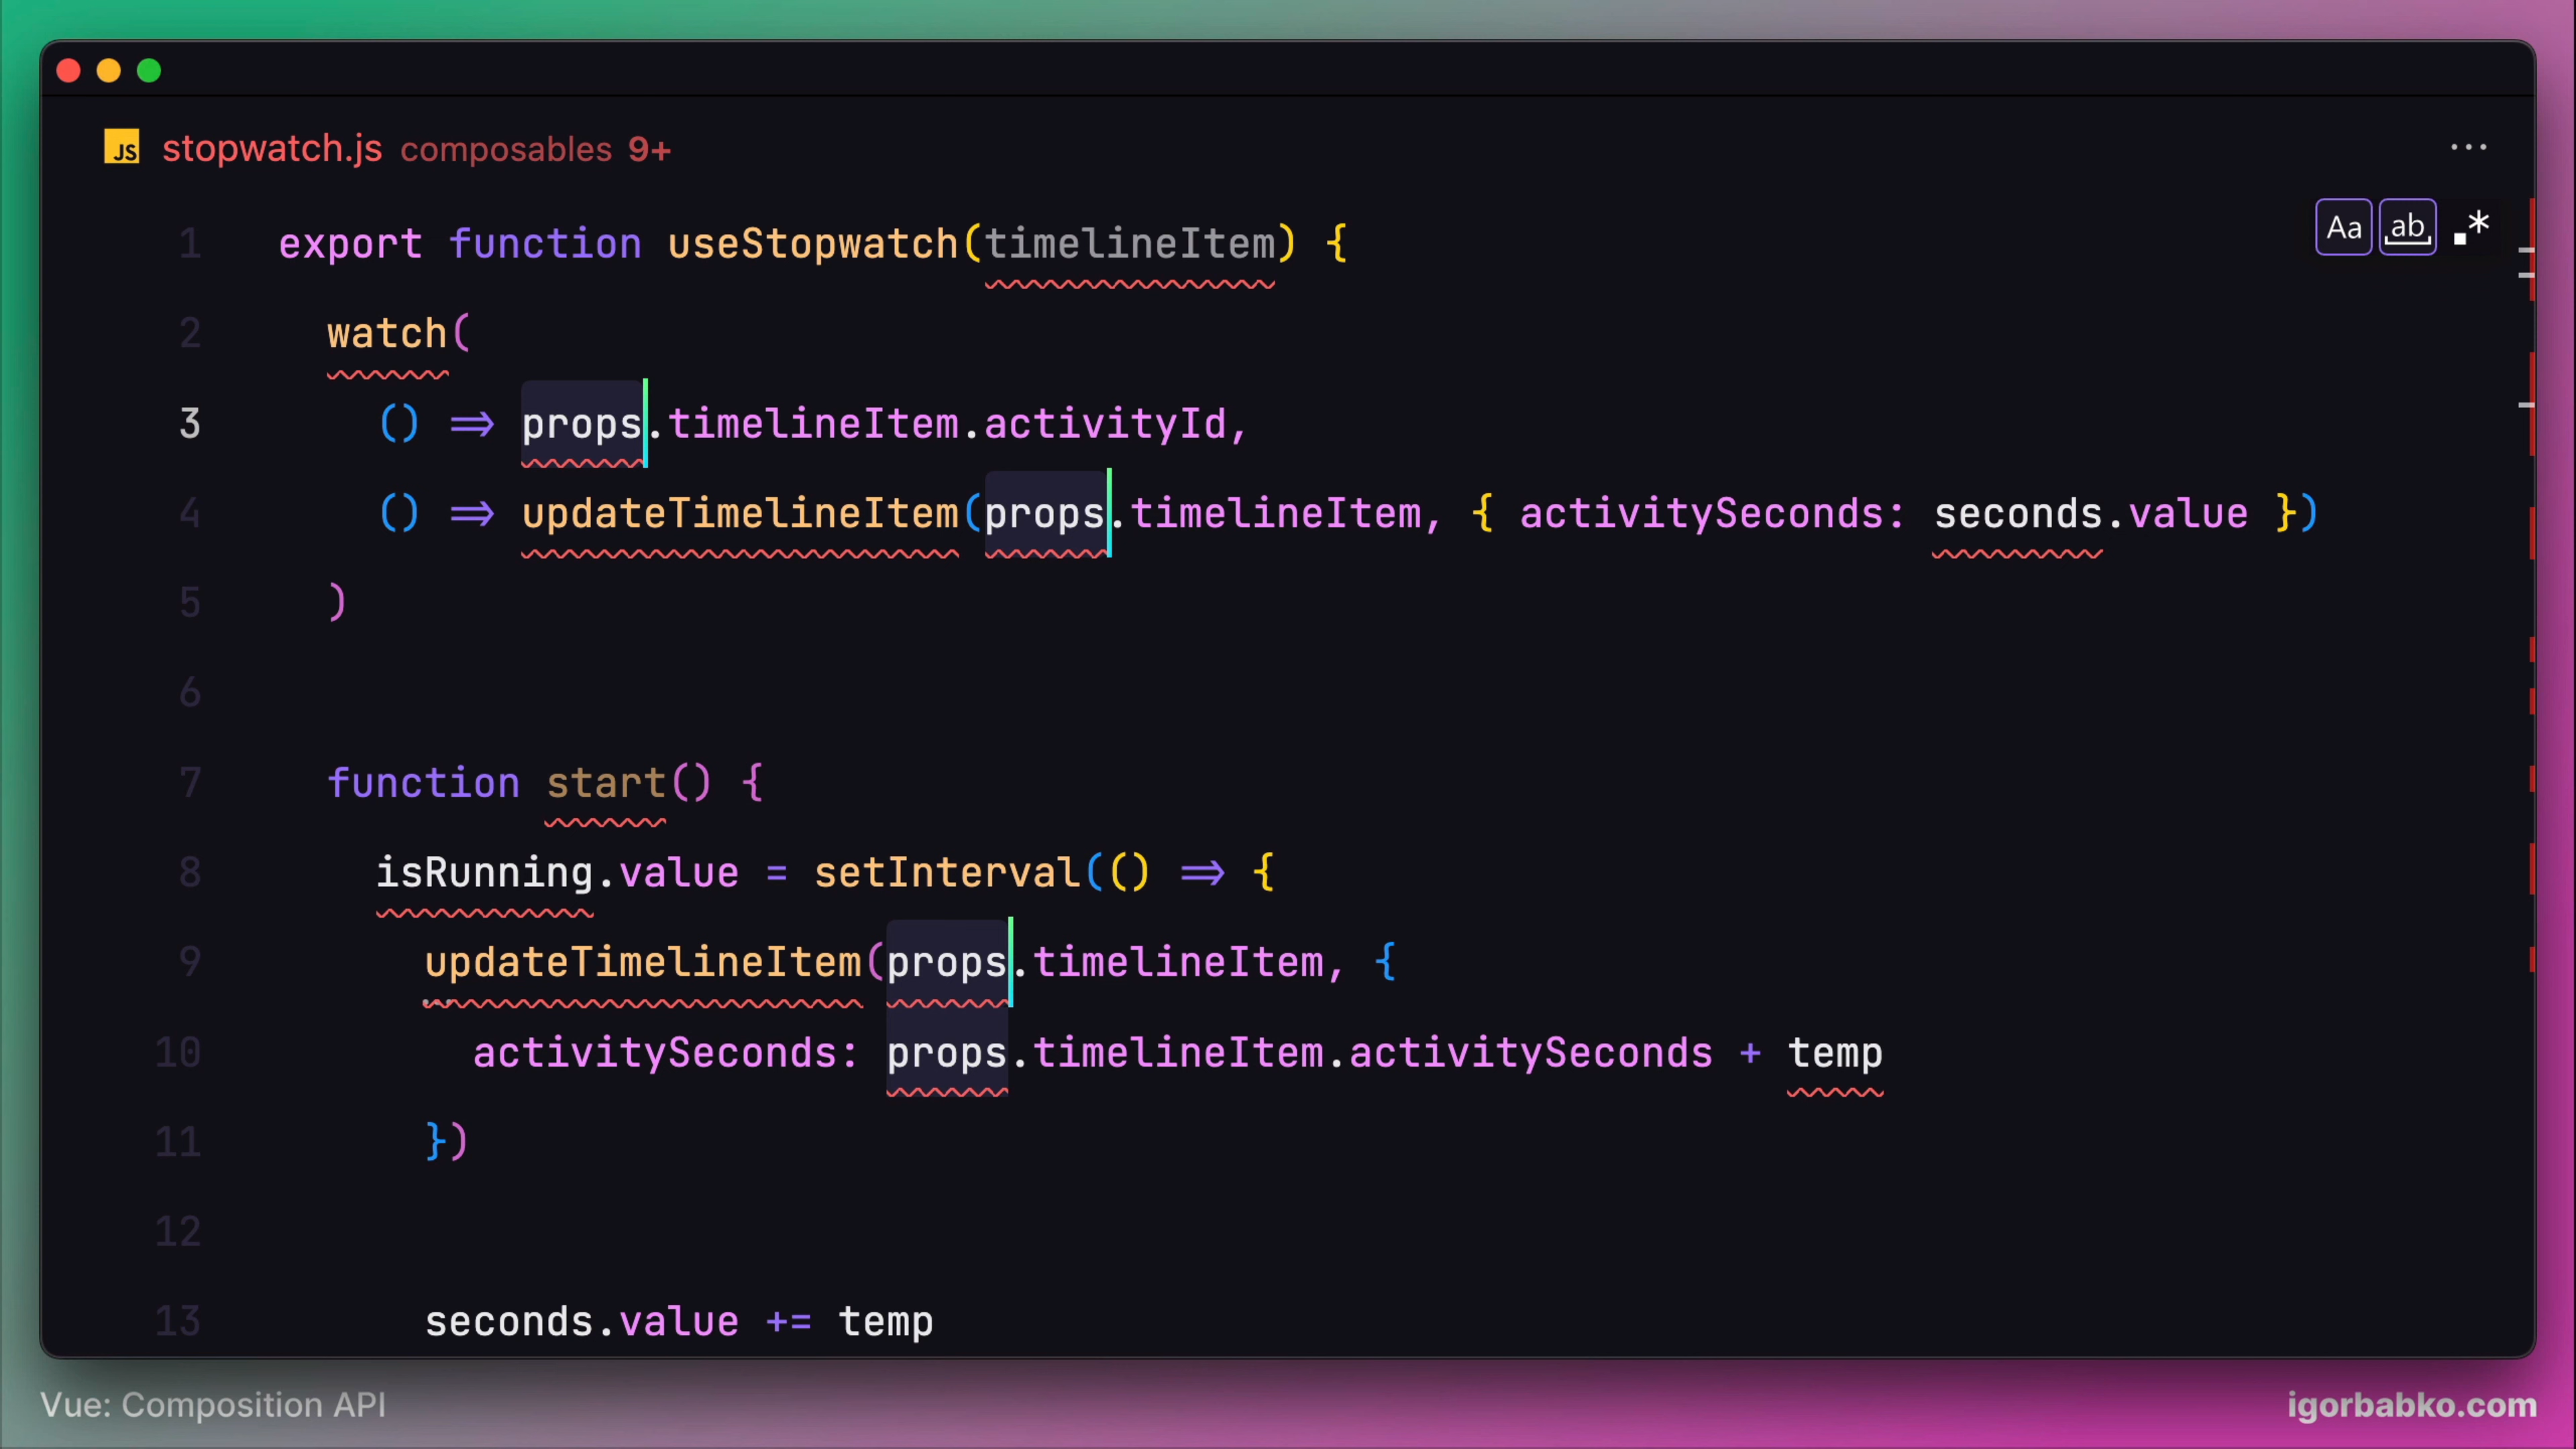 JS stopwatch.js composables 9+ ...
Aa ab .*
1 export function useStopwatch(timelineItem) {
2 watch(
3 () => props.timelineItem.activityId,
4 () => updateTimelineItem(props.timelineItem, { activitySeconds: seconds.value })
5 )
6
7 function start() {
8 isRunning.value = setInterval(() => {
9 updateTimelineItem(props.timelineItem, {
10 activitySeconds: props.timelineItem.activitySeconds + temp
11 })
12
13 seconds.value += temp
Vue: Composition API
igorbabko.com